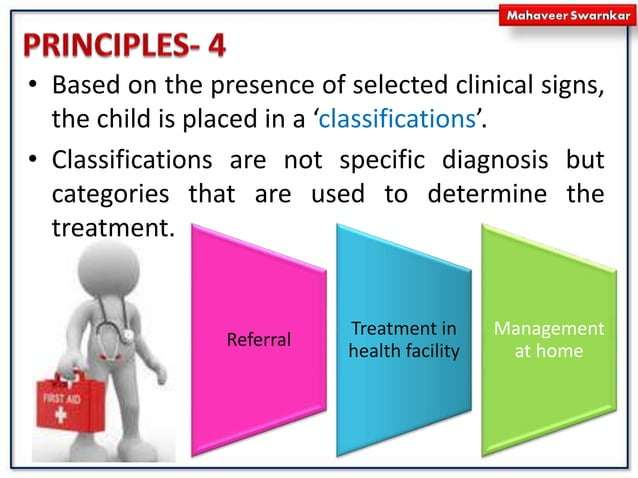 Mahaveer Swarnkar
PRINCIPLES- 4
• Based on the presence of selected clinical signs,
the child is placed in a ‘classifications’.
• Classifications are not specific diagnosis but
categories that are used to determine the
treatment.
Referral
Treatment in
health facility
Management
at home
FIRST AID